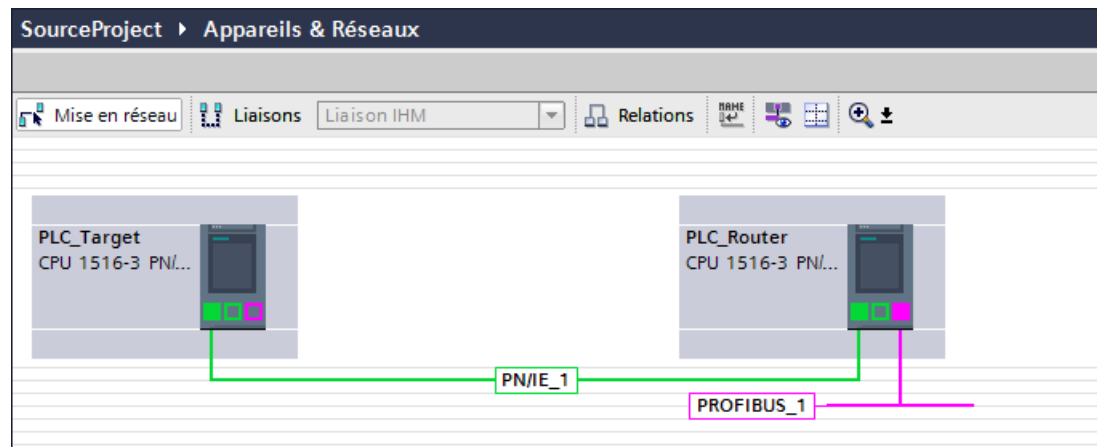 SourceProject ▸ Appareils & Réseaux
Mise en réseau Liaisons Liaison IHM Relations NAME
PLC_Target
CPU 1516-3 PN/...
PLC_Router
CPU 1516-3 PN/...
PN/IE_1
PROFIBUS_1